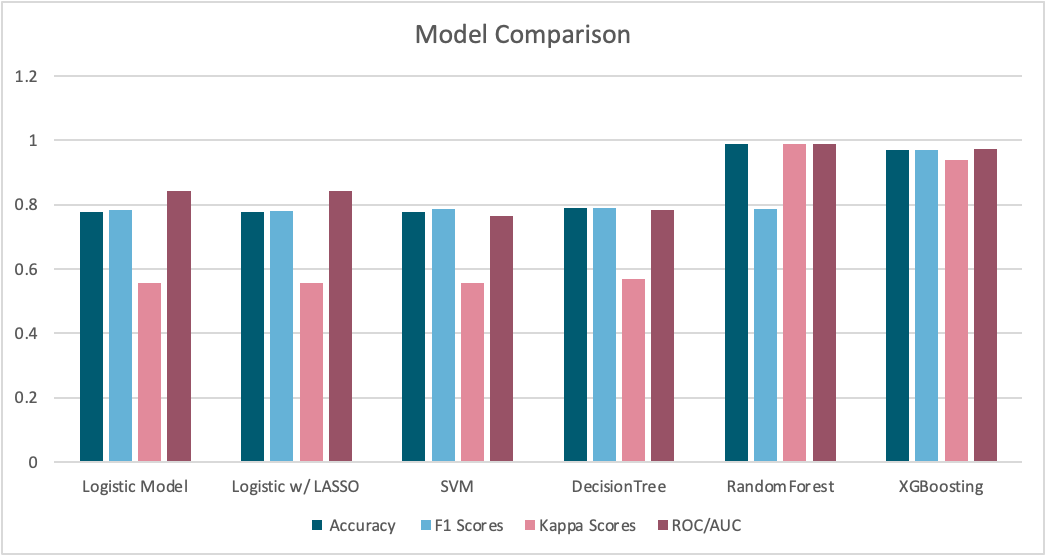 Model Comparison
1.2
1
0.8
0.6
0.4
0.2
0
Logistic Model Logistic w/ LASSO SVM DecisionTree RandomForest XGBoosting
Accuracy F1 Scores Kappa Scores ROC/AUC